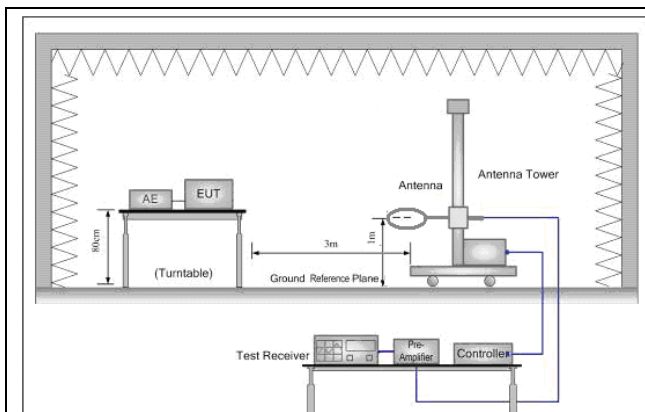 Antenna Tower
Antenna
AE
EUT
80cm
(Turntable)
3m
1m
Ground Reference Plane
Test Receiver
Pre-
Amplifier
Controller